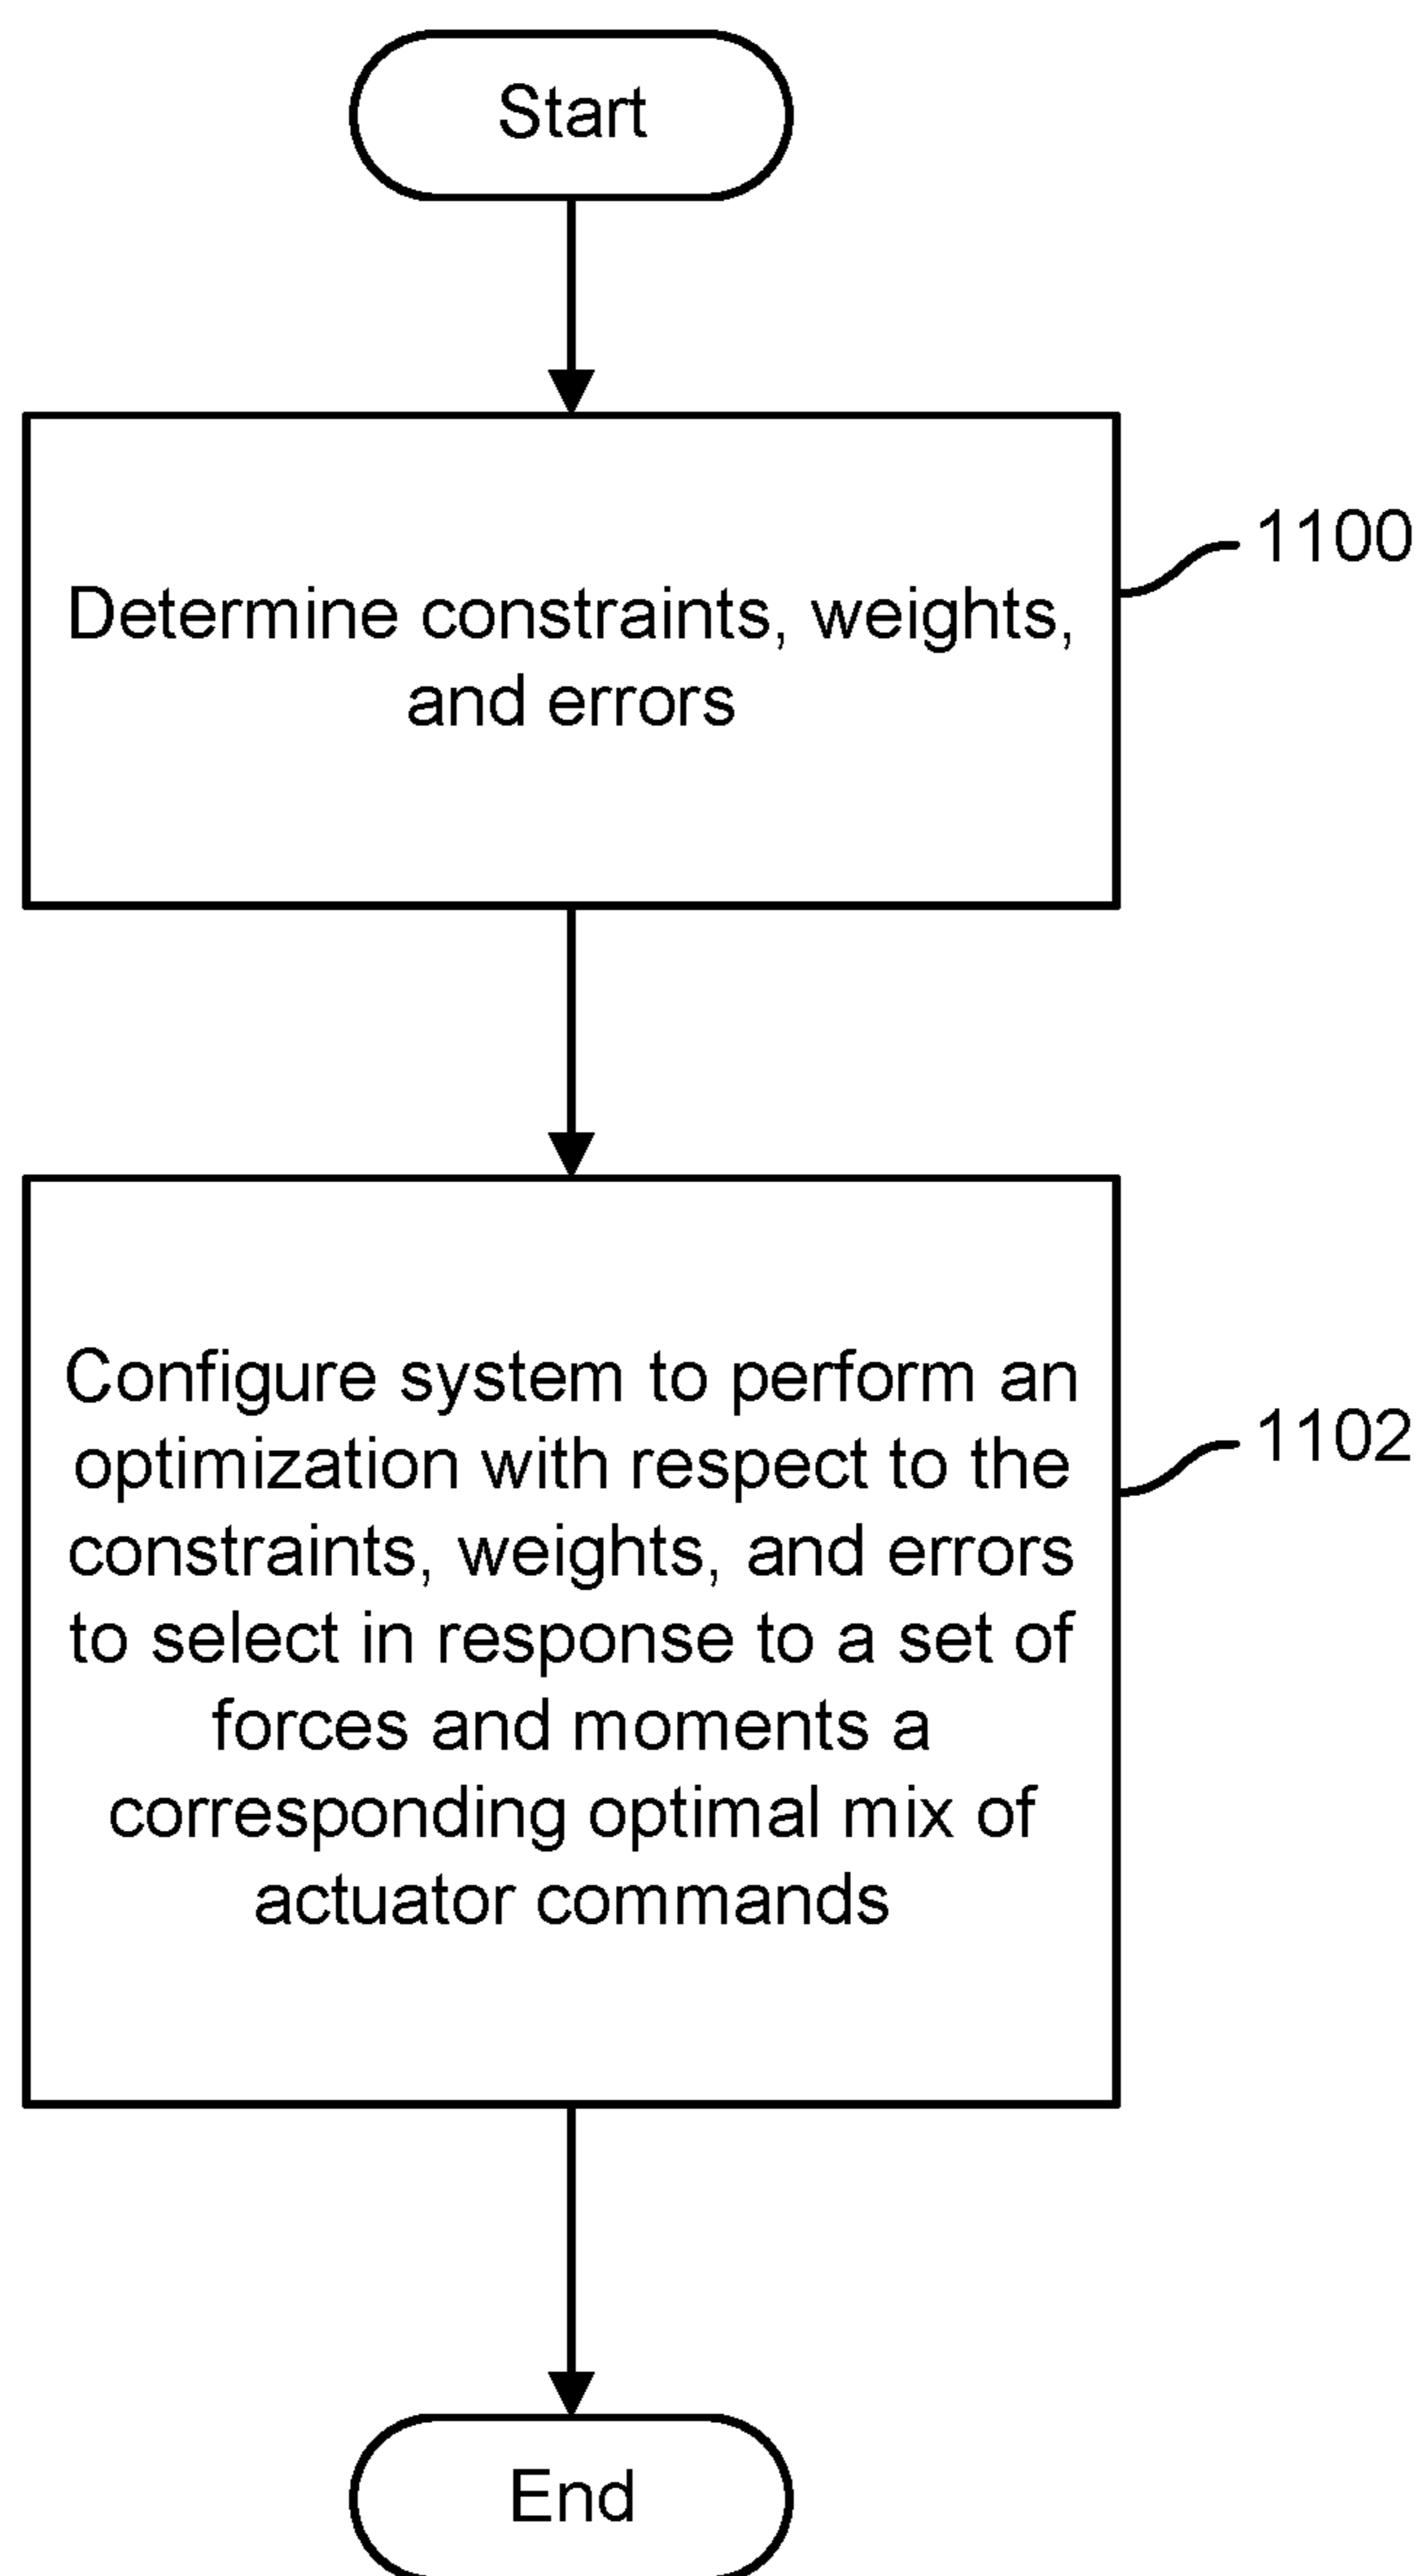 Start
1100
Determine constraints, weights,
and errors
Configure system to perform an
1102
optimization with respect to the
constraints, weights, and errors
to select in response to a set of
forces and moments a
corresponding optimal mix of
actuator commands
End